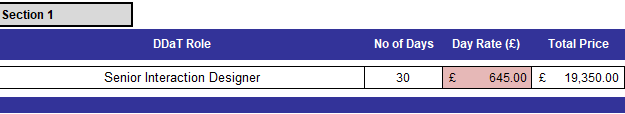 Section 1
DDaT Role No of Days Day Rate (£) Total Price
Senior Interaction Designer 30 £ 645.00 £ 19,350.00